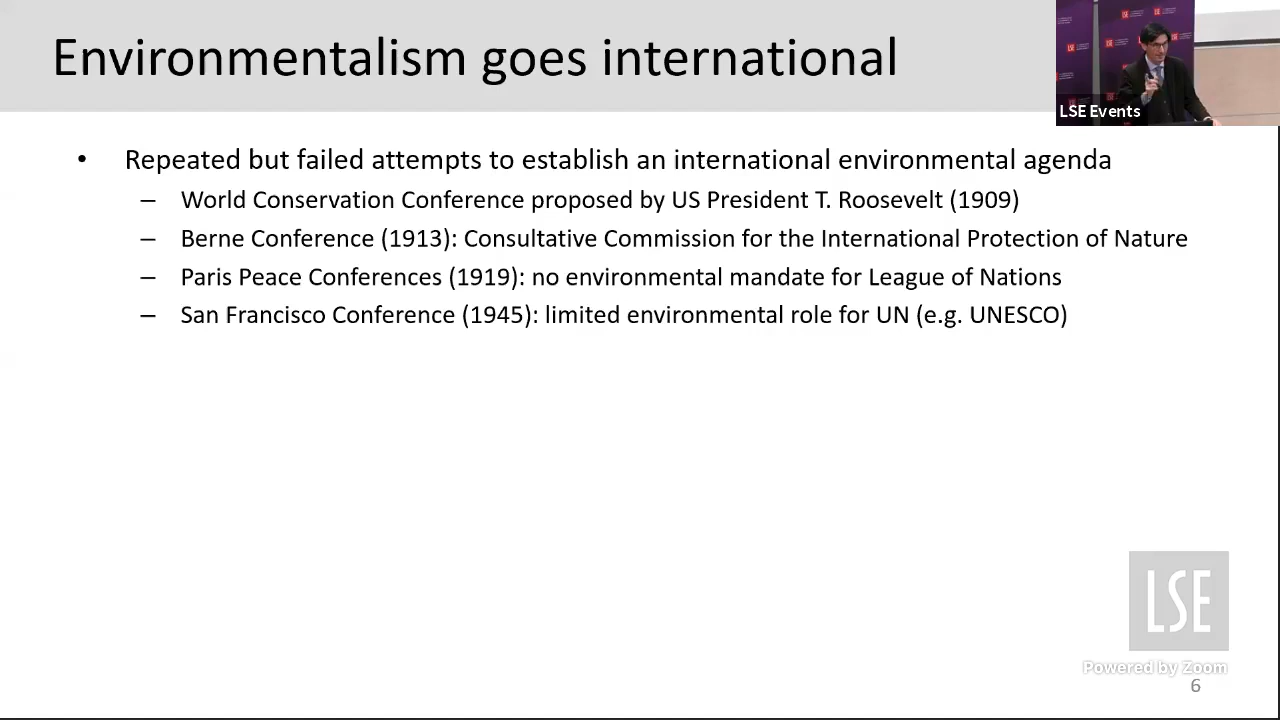 Environmentalism goes international
LSE Events
• Repeated but failed attempts to establish an international environmental agenda
– World Conservation Conference proposed by US President T. Roosevelt (1909)
– Berne Conference (1913): Consultative Commission for the International Protection of Nature
– Paris Peace Conferences (1919): no environmental mandate for League of Nations
– San Francisco Conference (1945): limited environmental role for UN (e.g. UNESCO)
LSE
Powered by Zoom
6